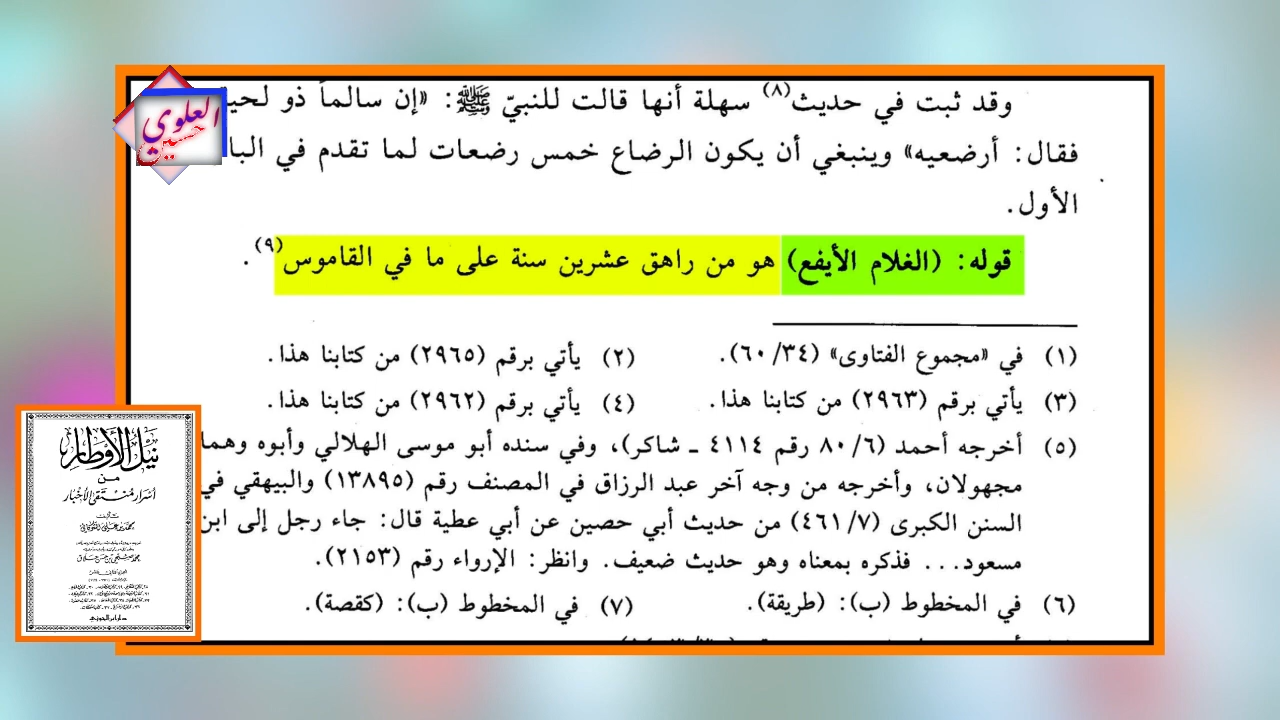 وقد ثبت في حديث(٨) سهلة أنها قالت للنبيّ ﷺ: «إن سالماً ذو
فقال: أرضعيه» وينبغي أن يكون الرضاع خمس رضعات لما تقدم في
الأول.
قوله: (الغلام الأيفع) هو من راهق عشرين سنة على ما في القاموس(٩).
(١) في «مجموع الفتاوى» (٣٤/ ٦٠).
(٢) يأتي برقم (٢٩٦٥) من كتابنا هذا.
(٣) يأتي برقم (٢٩٦٣) من كتابنا هذا.
(٤) يأتي برقم (٢٩٦٢) من كتابنا هذا.
(٥) أخرجه أحمد (٦/ ٨٠ رقم ٤١١٤ ـ شاكر)، وفي سنده أبو موسى الهلالي وأبوه وهما
مجهولان، وأخرجه من وجه آخر عبد الرزاق في المصنف رقم (١٣٨٩٥) والبيهقي في
السنن الكبرى (٧/ ٤٦١) من حديث أبي حصين عن أبي عطية قال: جاء رجل إلى ابن
مسعود... فذكره بمعناه وهو حديث ضعيف. وانظر: الإرواء رقم (٢١٥٣).
(٦) في المخطوط (ب): (طريقة).
(٧) في المخطوط (ب): (كقصة).
العلوي
حسين
نيل الأوطار
من
أسرار منتقى الأخبار